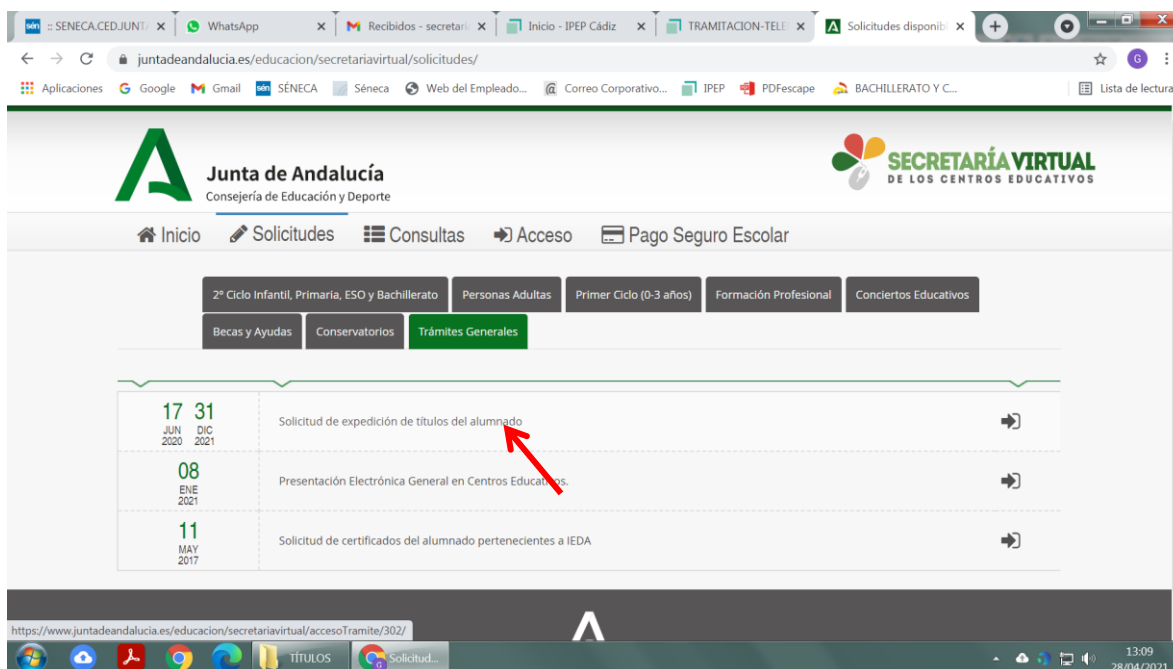 :: SENECA.CED.JUNTA
WhatsApp
Recibidos - secretari
Inicio - IPEP Cádiz
TRAMITACION-TELE
Solicitudes disponibl
juntadeandalucia.es/educacion/secretariavirtual/solicitudes/
G
Aplicaciones
Google
Gmail
sén SÉNECA
Séneca
Web del Empleado...
Correo Corporativo...
IPEP
PDFescape
BACHILLERATO Y C...
Lista de lectura
Junta de Andalucía
Consejería de Educación y Deporte
SECRETARÍA VIRTUAL
DE LOS CENTROS EDUCATIVOS
Inicio
Solicitudes
Consultas
Acceso
Pago Seguro Escolar
2º Ciclo Infantil, Primaria, ESO y Bachillerato
Personas Adultas
Primer Ciclo (0-3 años)
Formación Profesional
Conciertos Educativos
Becas y Ayudas
Conservatorios
Trámites Generales
17 31
JUN DIC
2020 2021
Solicitud de expedición de títulos del alumnado
08
ENE
2021
Presentación Electrónica General en Centros Educativos.
11
MAY
2017
Solicitud de certificados del alumnado pertenecientes a IEDA
https://www.juntadeandalucia.es/educacion/secretariavirtual/accesoTramite/302/
TÍTULOS
Solicitud...
13:09
28/04/2021